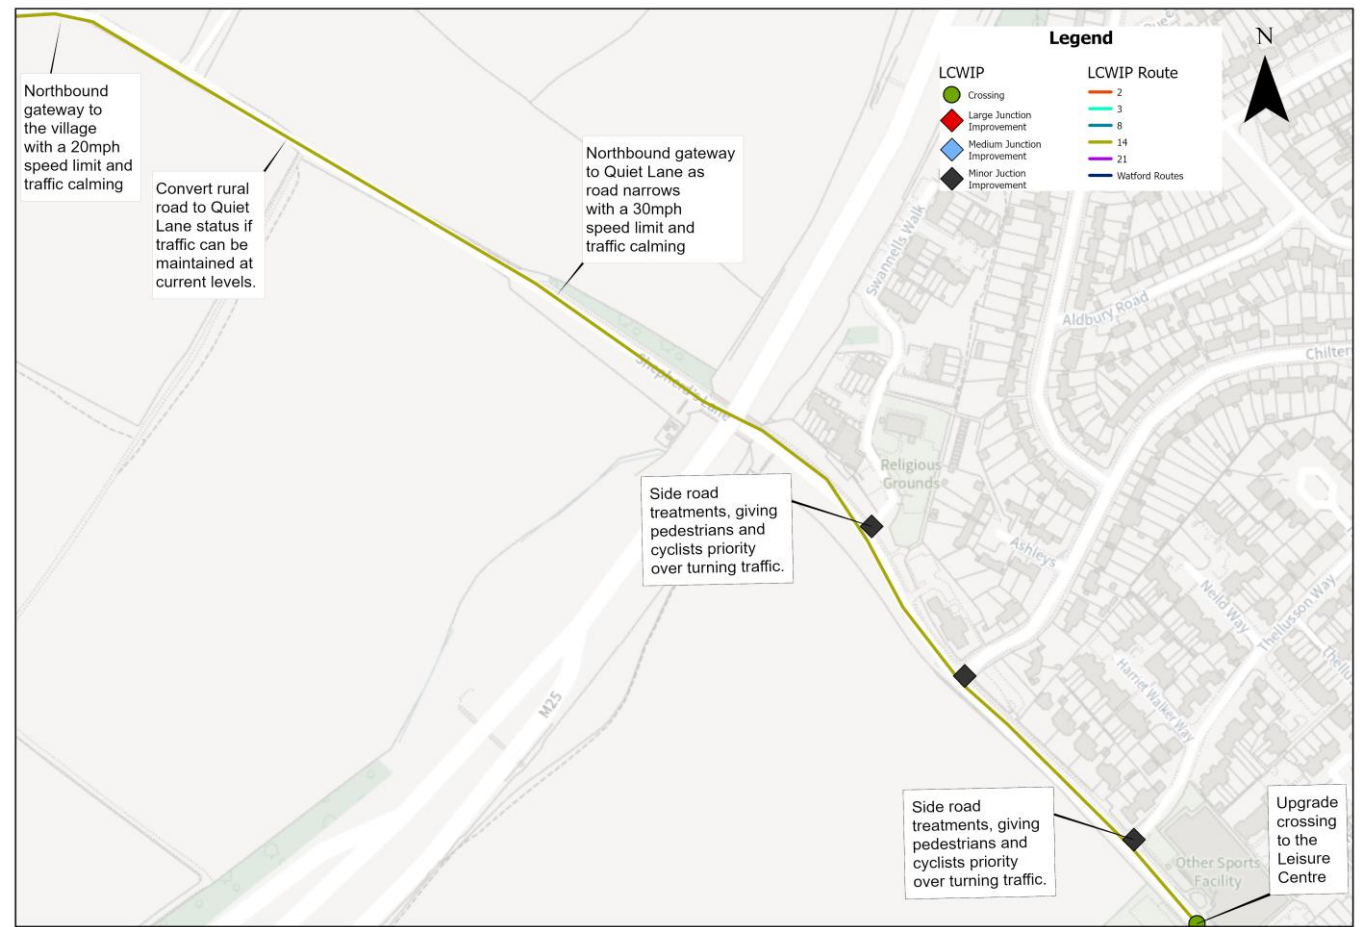 Legend
N
LCWIP
Crossing
Large Junction
Improvement
Medium Junction
Improvement
Minor Juction
Improvement
LCWIP Route
2
3
8
14
21
Watford Routes
Northbound
gateway to
the village
with a 20mph
speed limit and
traffic calming
Convert rural
road to Quiet
Lane status if
traffic can be
maintained at
current levels.
Northbound gateway
to Quiet Lane as
road narrows
with a 30mph
speed limit and
traffic calming
Swannells Walk
Aldbury Road
Chilter
Shepherd's Lane
Religious
Grounds
Side road
treatments, giving
pedestrians and
cyclists priority
over turning traffic.
Ashleys
Neild Way
Thellusson Way
Thellu
Harriet Walker Way
M25
Side road
treatments, giving
pedestrians and
cyclists priority
over turning traffic.
Upgrade
crossing
to the
Leisure
Centre
Other Sports
Facility